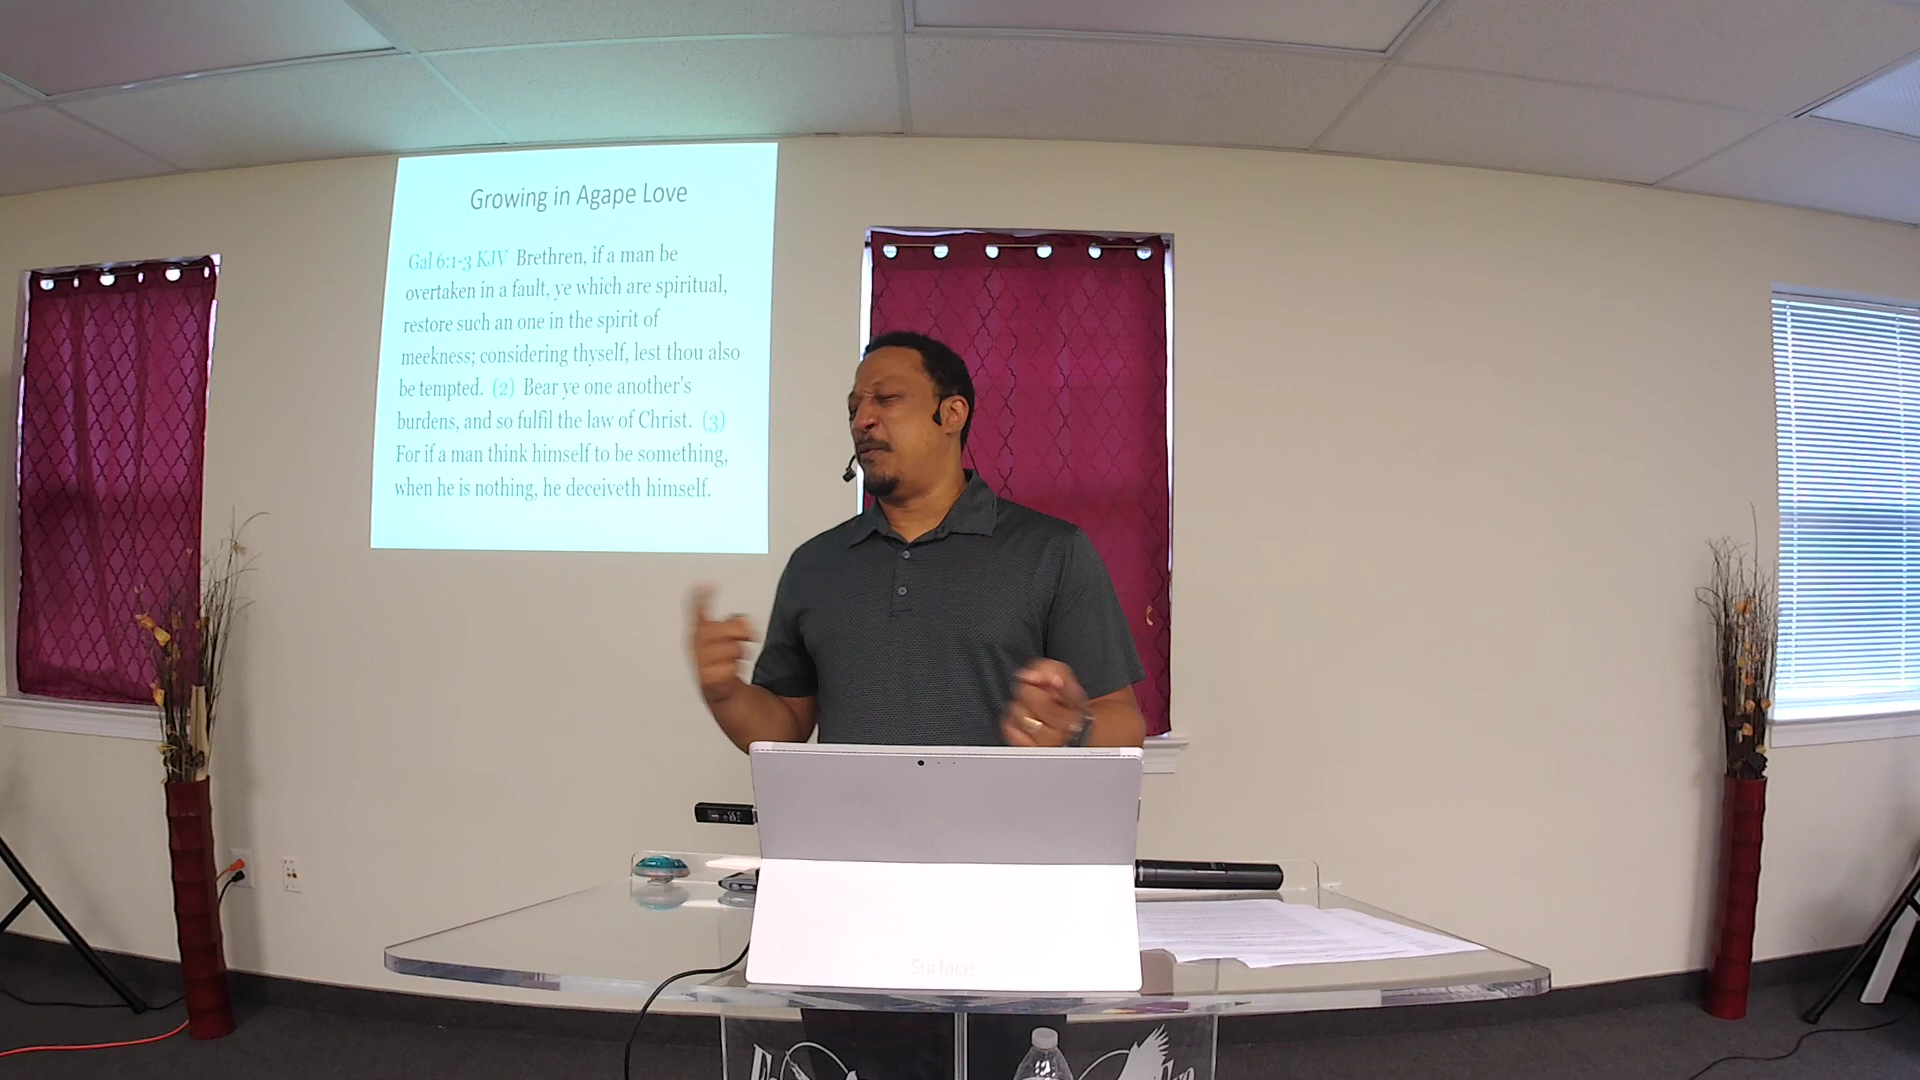 Growing in Agape Love
Gal 6:1-3 KJV Brethren, if a man be
overtaken in a fault, ye which are spiritual,
restore such an one in the spirit of
meekness; considering thyself, lest thou also
be tempted. (2) Bear ye one another's
burdens, and so fulfil the law of Christ. (3)
For if a man think himself to be something,
when he is nothing, he deceiveth himself.
Surface